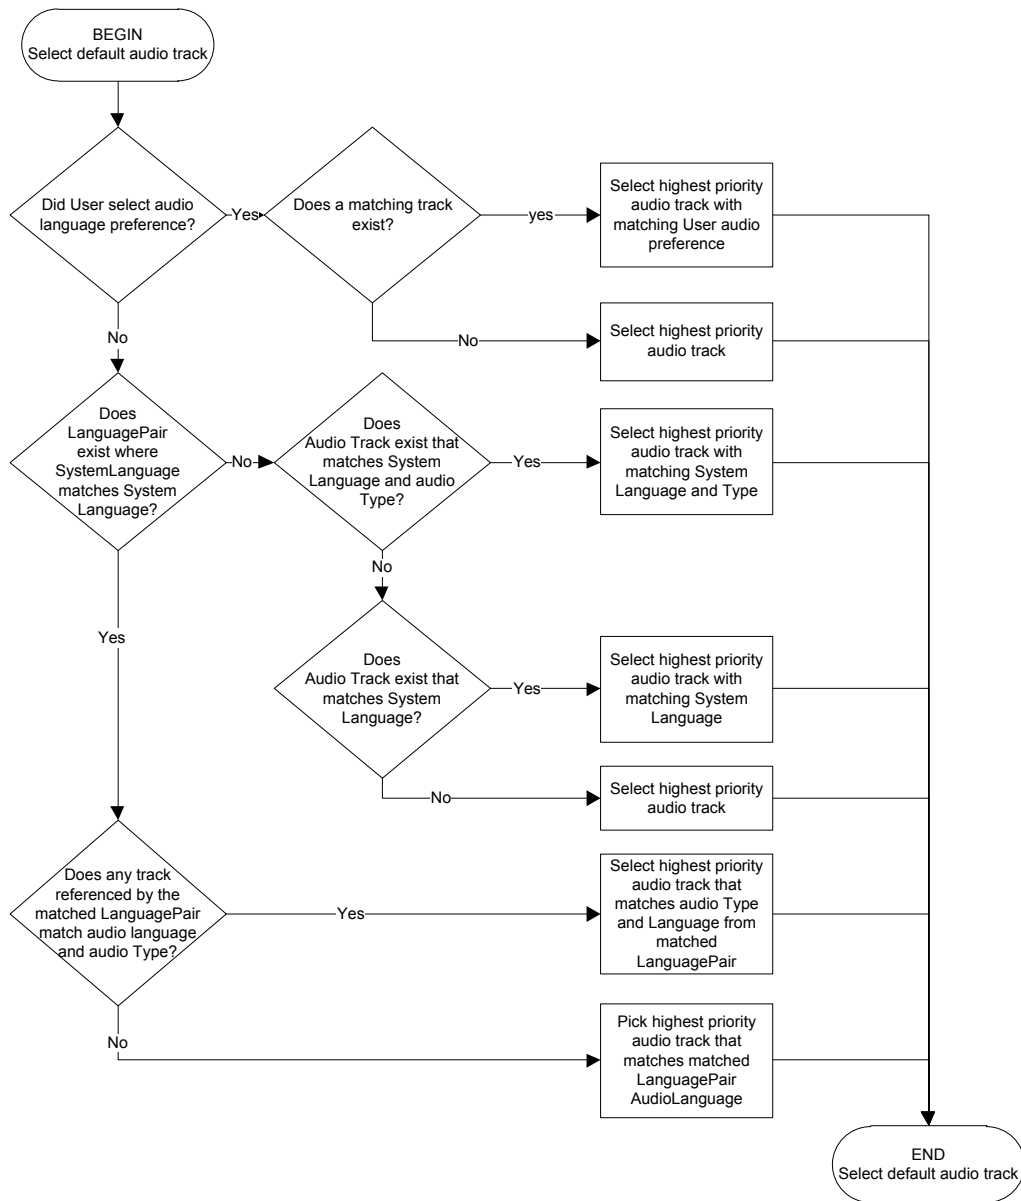 BEGIN
Select default audio track
Did User select audio
language preference?
Yes
Does a matching track
exist?
yes
Select highest priority
audio track with
matching User audio
preference
No
Select highest priority
audio track
No
Does
LanguagePair
exist where
SystemLanguage
matches System
Language?
No
Does
Audio Track exist that
matches System
Language and audio
Type?
Yes
Select highest priority
audio track with
matching System
Language and Type
No
Yes
Does
Audio Track exist that
matches System
Language?
Yes
Select highest priority
audio track with
matching System
Language
No
Select highest priority
audio track
Does any track
referenced by the
matched LanguagePair
match audio language
and audio Type?
Yes
Select highest priority
audio track that
matches audio Type
and Language from
matched
LanguagePair
No
Pick highest priority
audio track that
matches matched
LanguagePair
AudioLanguage
END
Select default audio track